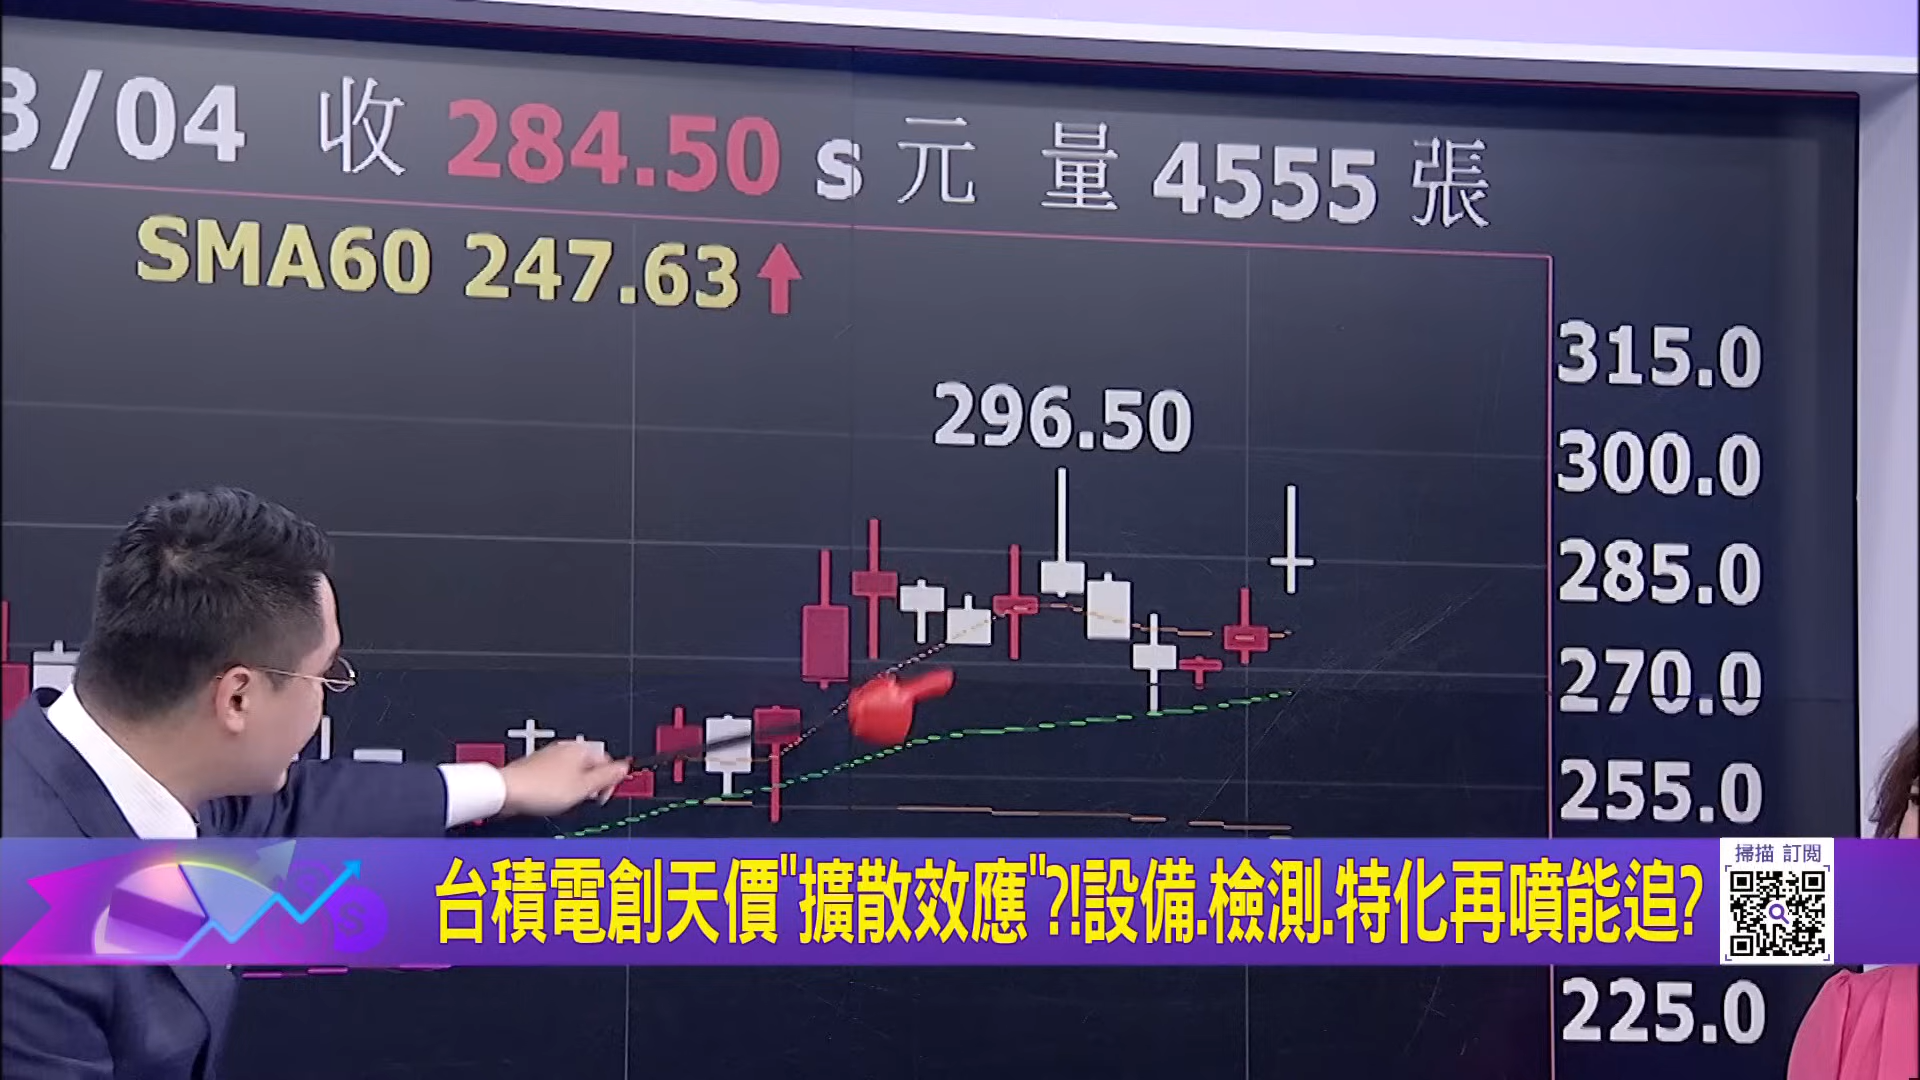 3/04 收 284.50 s 元 量 4555 張
SMA60 247.63↑
315.0
296.50
300.0
285.0
270.0
255.0
台積電創天價"擴散效應"?!設備.檢測.特化再噴能追?
掃描 訂閱
225.0